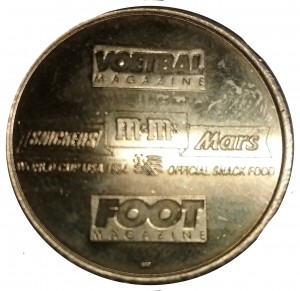 VOETBAL
MAGAZINE
SNICKERS m&m's Mars
WORLD CUP USA 94 OFFICIAL SNACK FOOD
FOOT
MAGAZINE